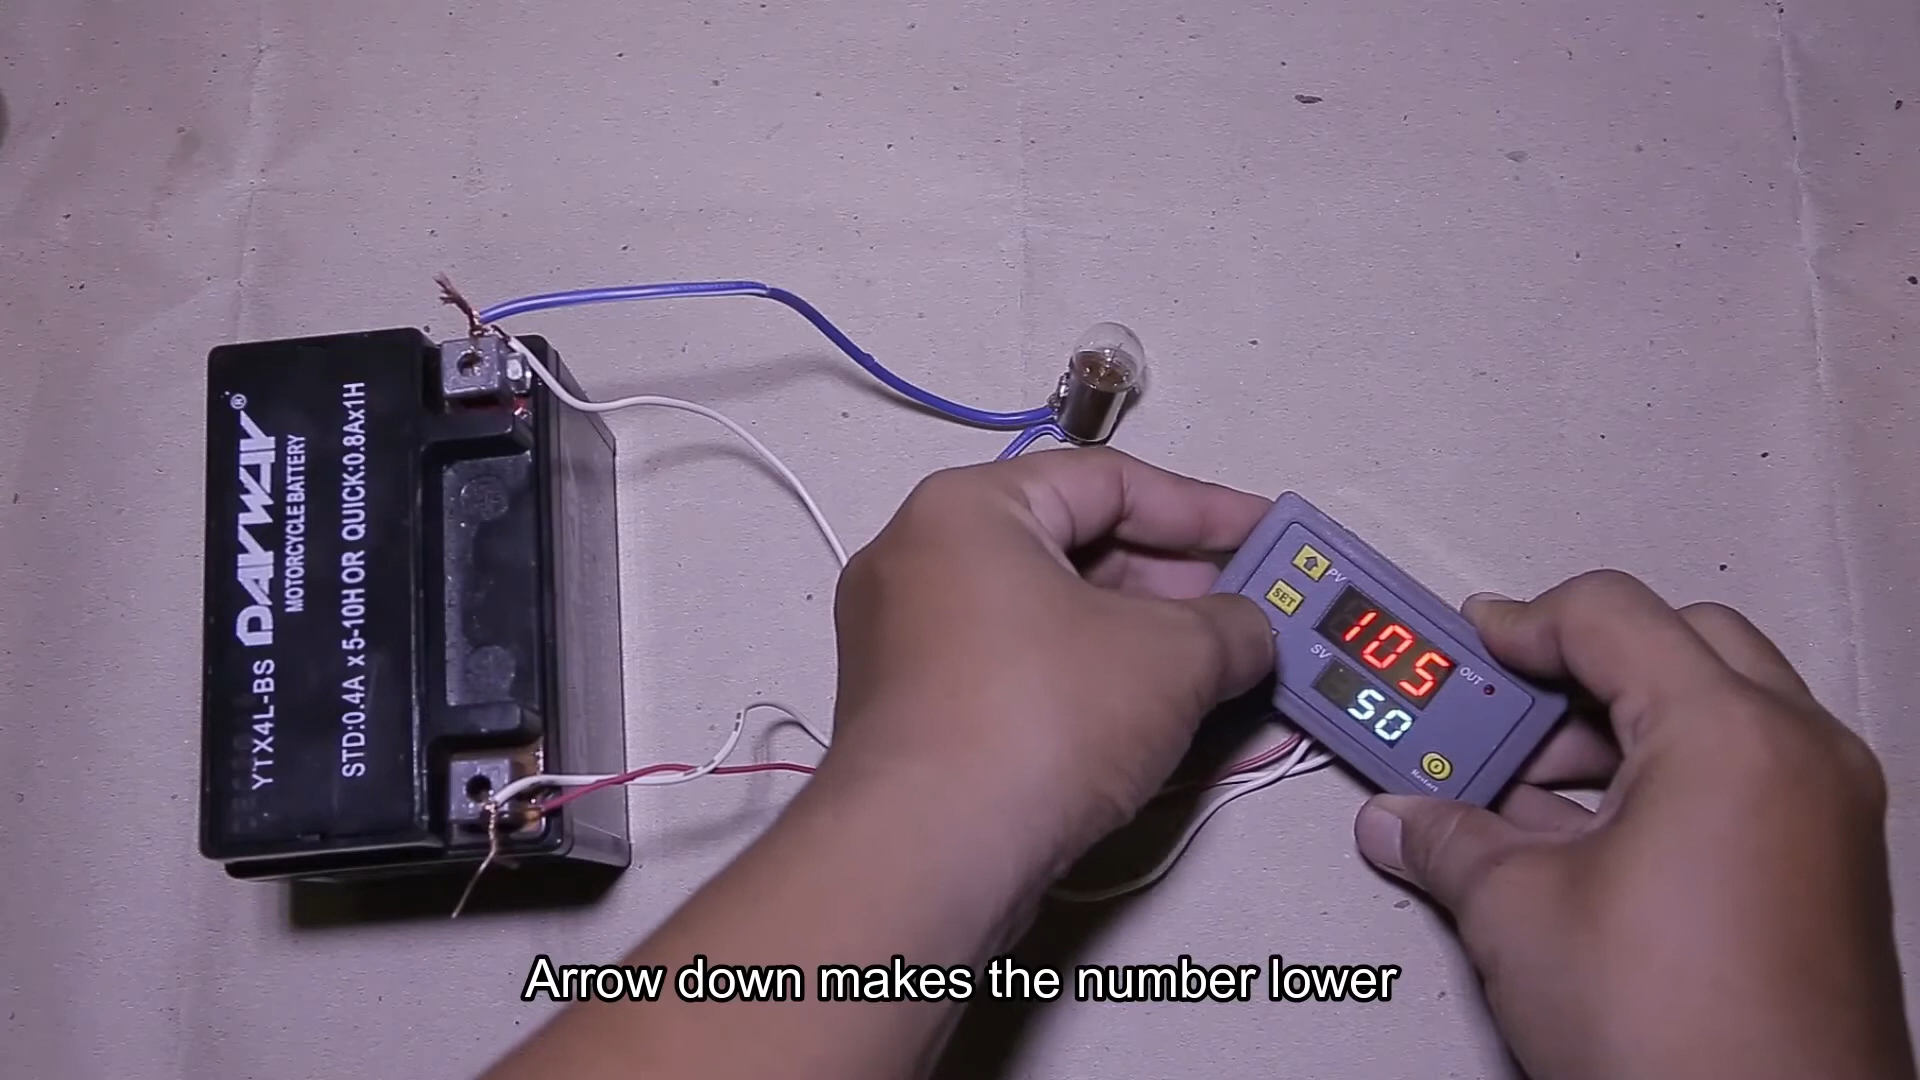 DAYWAY®
MOTORCYCLE BATTERY
YTX4L-BS
STD:0.4A x 5-10H OR QUICK:0.8Ax1H
PV
SET
105
OUT
SV
50
Restart
Arrow down makes the number lower